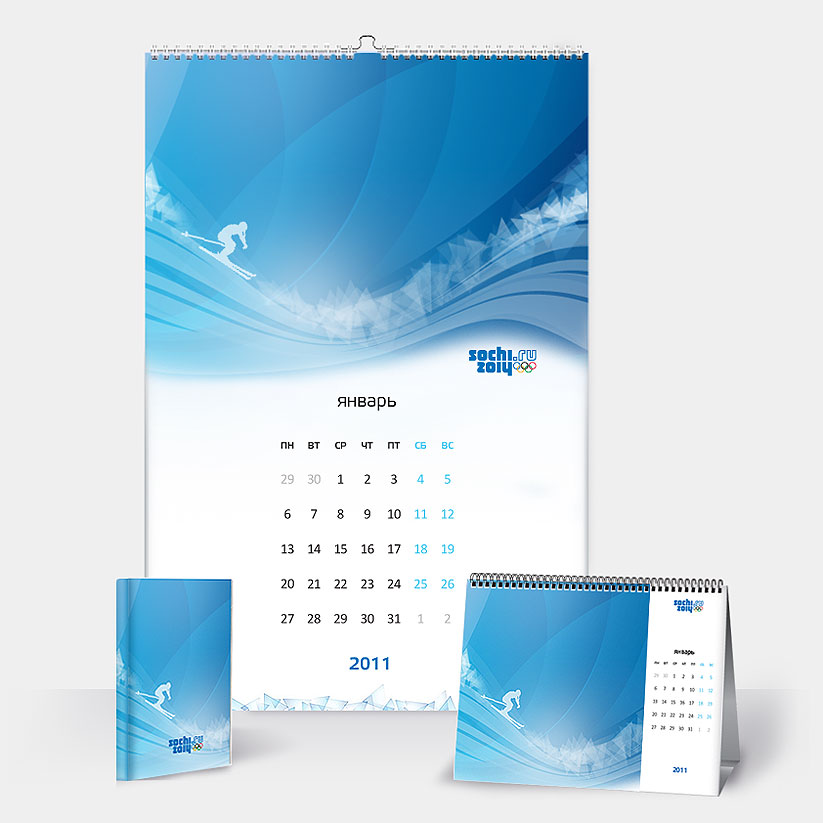 sochi.ru
2014
январь
ПН ВТ СР ЧТ ПТ СБ ВС
29 30 1 2 3 4 5
6 7 8 9 10 11 12
13 14 15 16 17 18 19
20 21 22 23 24 25 26
27 28 29 30 31 1 2
2011
sochi.ru
2014
sochi.ru
2014
январь
ПН ВТ СР ЧТ ПТ СБ ВС
29 30 1 2 3 4 5
6 7 8 9 10 11 12
13 14 15 16 17 18 19
20 21 22 23 24 25 26
27 28 29 30 31 1 2
2011